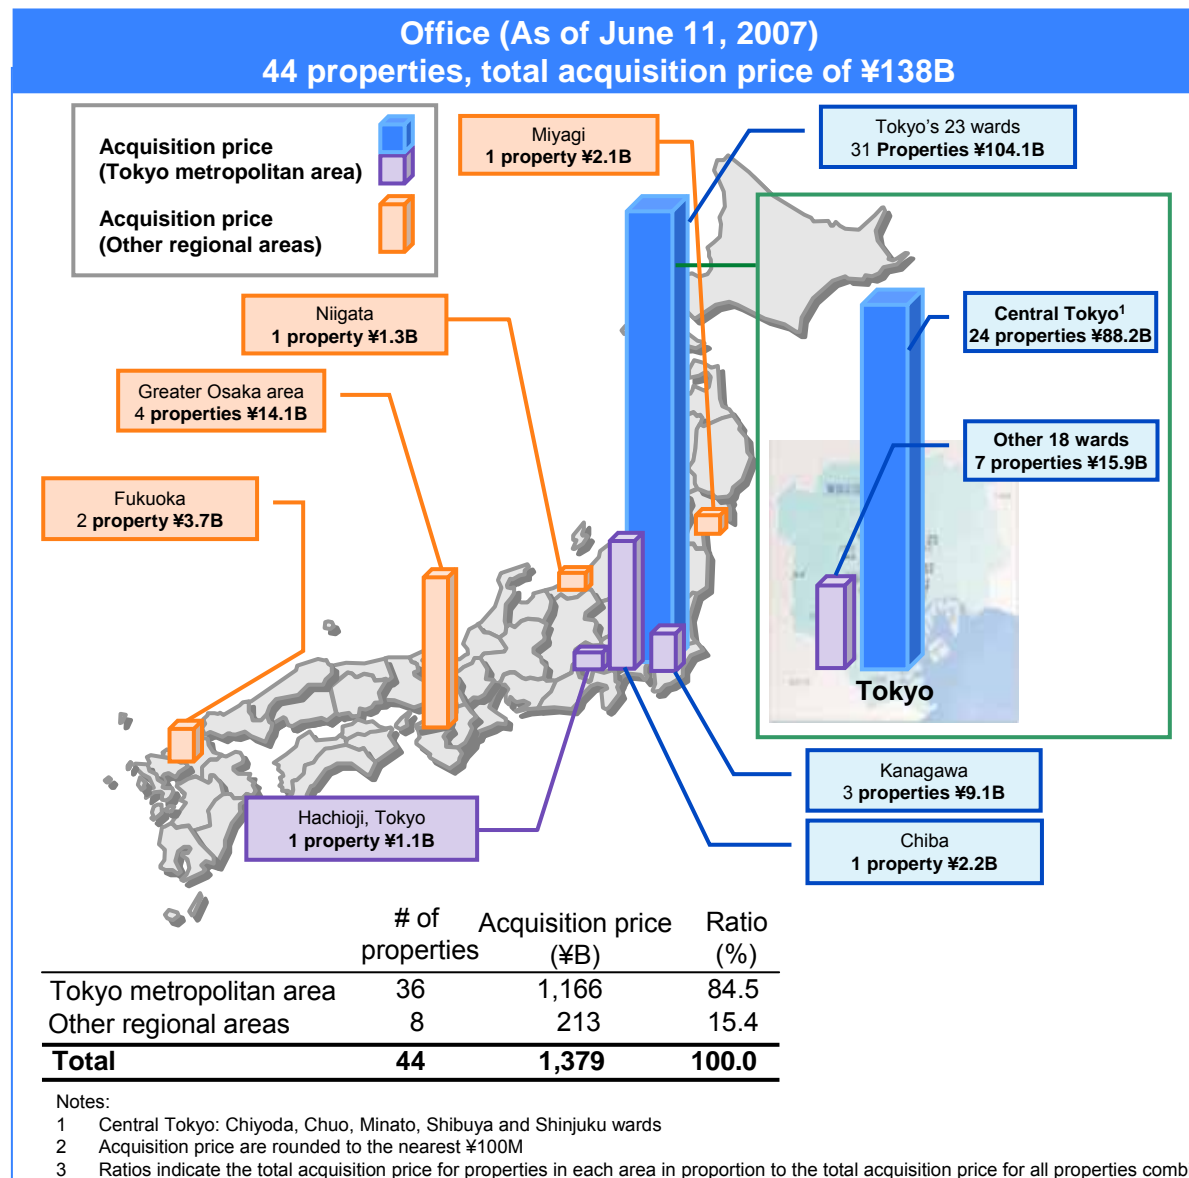 Office (As of June 11, 2007)
44 properties, total acquisition price of ¥138B
Acquisition price
(Tokyo metropolitan area)
Acquisition price
(Other regional areas)
Miyagi
1 property ¥2.1B
Tokyo’s 23 wards
31 Properties ¥104.1B
Niigata
1 property ¥1.3B
Central Tokyo1
24 properties ¥88.2B
Greater Osaka area
4 properties ¥14.1B
Other 18 wards
7 properties ¥15.9B
Fukuoka
2 property ¥3.7B
Tokyo
Kanagawa
3 properties ¥9.1B
Hachioji, Tokyo
1 property ¥1.1B
Chiba
1 property ¥2.2B
# of properties Acquisition price (¥B) Ratio (%)
Tokyo metropolitan area 36 1,166 84.5
Other regional areas 8 213 15.4
Total 44 1,379 100.0
Notes:
1 Central Tokyo: Chiyoda, Chuo, Minato, Shibuya and Shinjuku wards
2 Acquisition price are rounded to the nearest ¥100M
3 Ratios indicate the total acquisition price for properties in each area in proportion to the total acquisition price for all properties comb